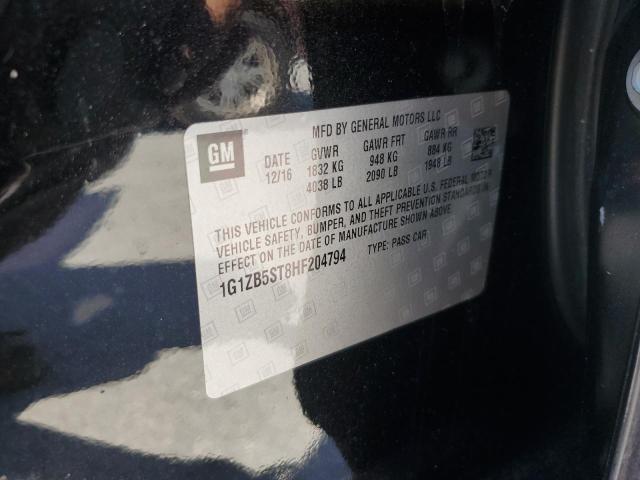 GM
MFD BY GENERAL MOTORS LLC
DATE GVWR GAWR FRT GAWR RR
12/16 1832 KG 948 KG 884 KG
4038 LB 2090 LB 1948 LB
THIS VEHICLE CONFORMS TO ALL APPLICABLE U.S. FEDERAL MOTOR
VEHICLE SAFETY, BUMPER, AND THEFT PREVENTION STANDARDS IN
EFFECT ON THE DATE OF MANUFACTURE SHOWN ABOVE.
1G1ZB5ST8HF204794 TYPE: PASS CAR